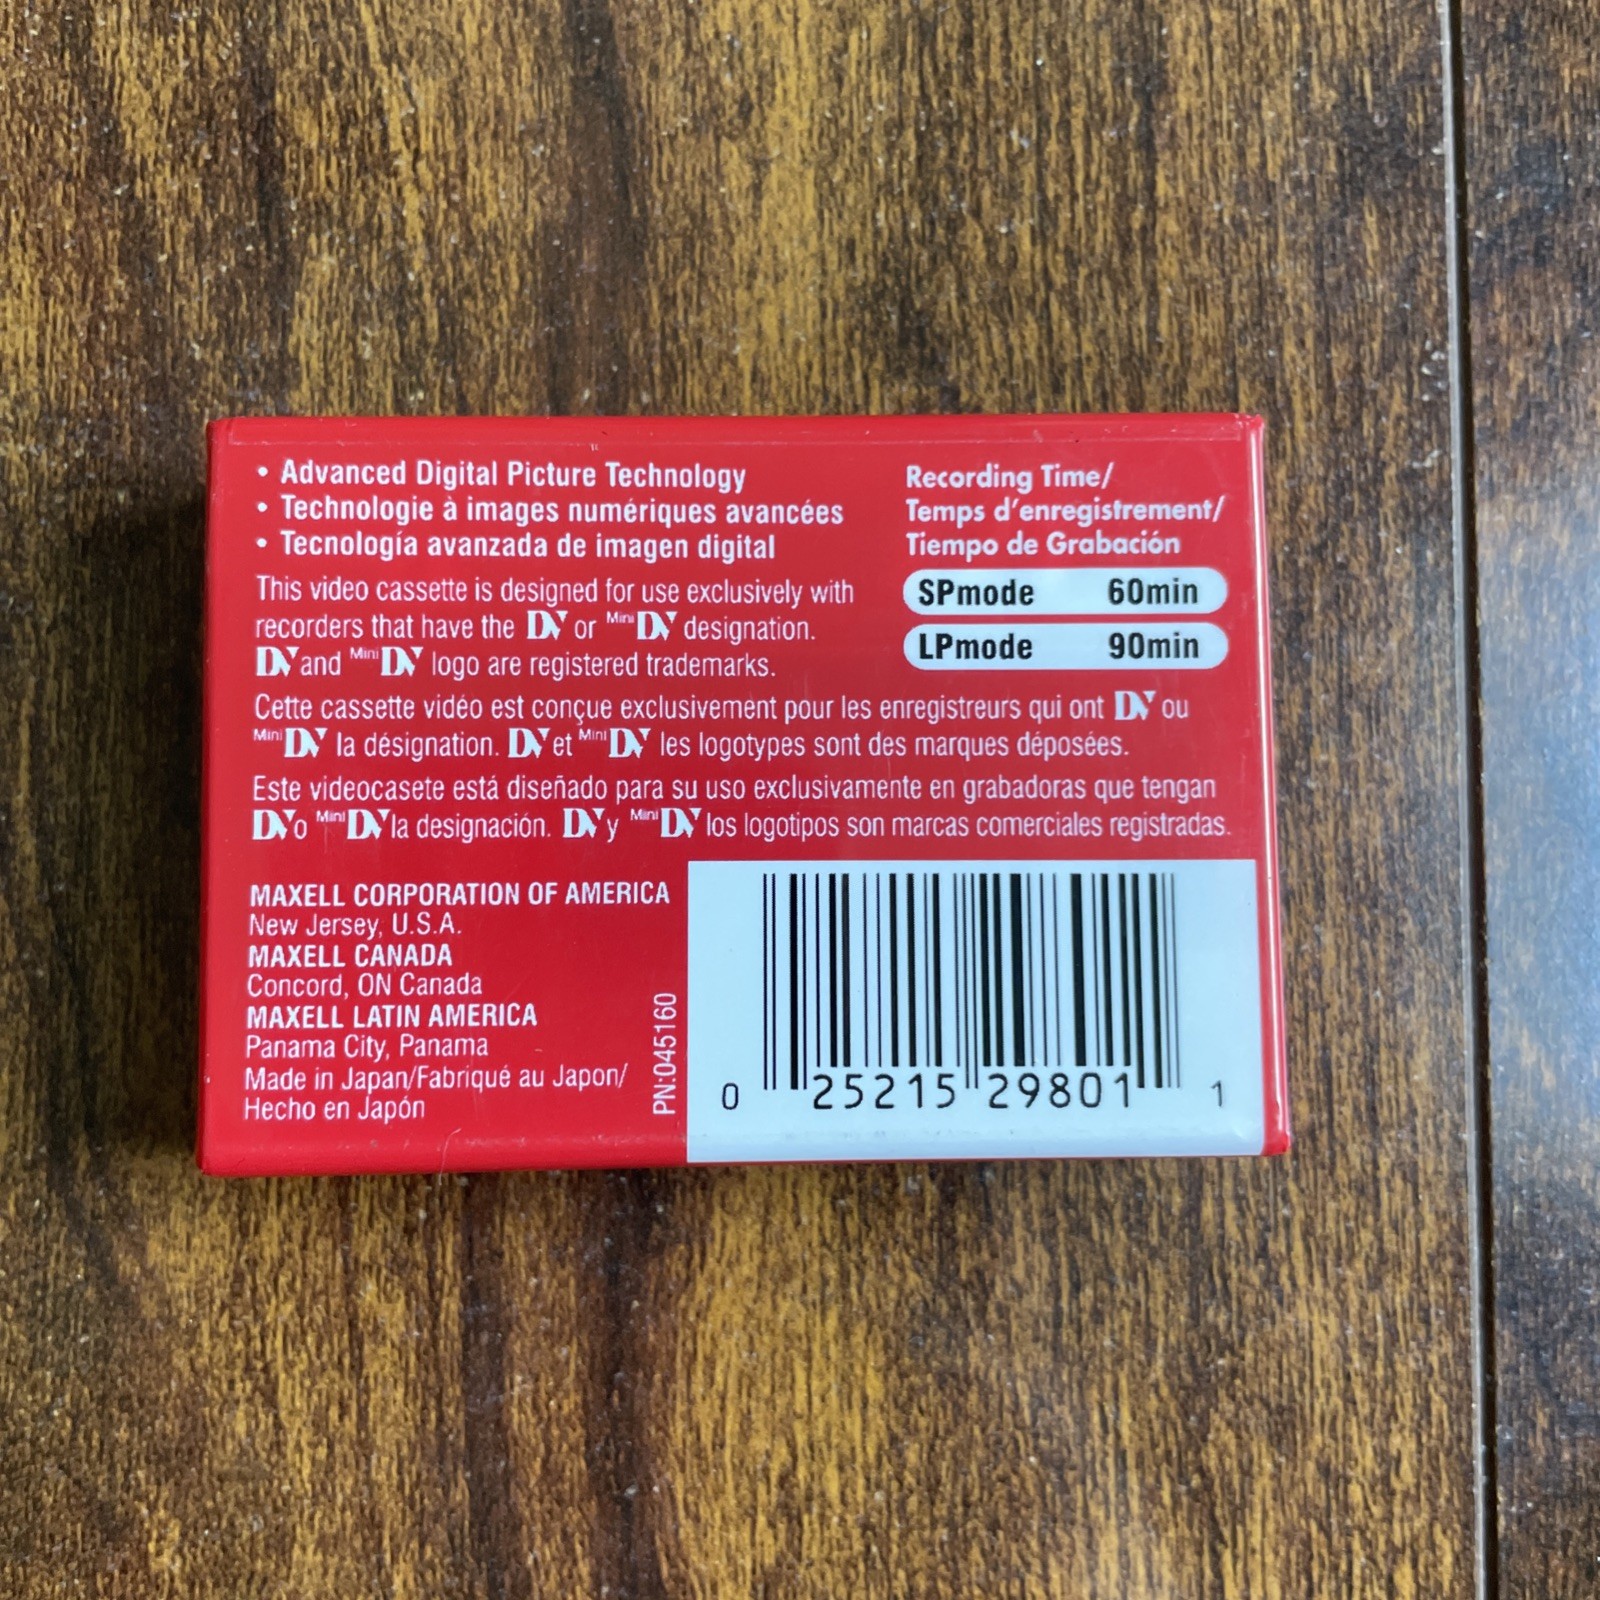 • Advanced Digital Picture Technology
• Technologie à images numériques avancées
• Tecnología avanzada de imagen digital
Recording Time/
Temps d'enregistrement/
Tiempo de Grabación
SPmode 60min
LPmode 90min
This video cassette is designed for use exclusively with
recorders that have the DV or Mini DV designation.
DV and Mini DV logo are registered trademarks.
Cette cassette vidéo est conçue exclusivement pour les enregistreurs qui ont DV ou
Mini DV la désignation. DV et Mini DV les logotypes sont des marques déposées.
Este videocasete está diseñado para su uso exclusivamente en grabadoras que tengan
DV o Mini DV la designación. DV y Mini DV los logotipos son marcas comerciales registradas.
MAXELL CORPORATION OF AMERICA
New Jersey, U.S.A.
MAXELL CANADA
Concord, ON Canada
MAXELL LATIN AMERICA
Panama City, Panama
Made in Japan/Fabriqué au Japon/
Hecho en Japón
PN:045160
0 25215 29801 1